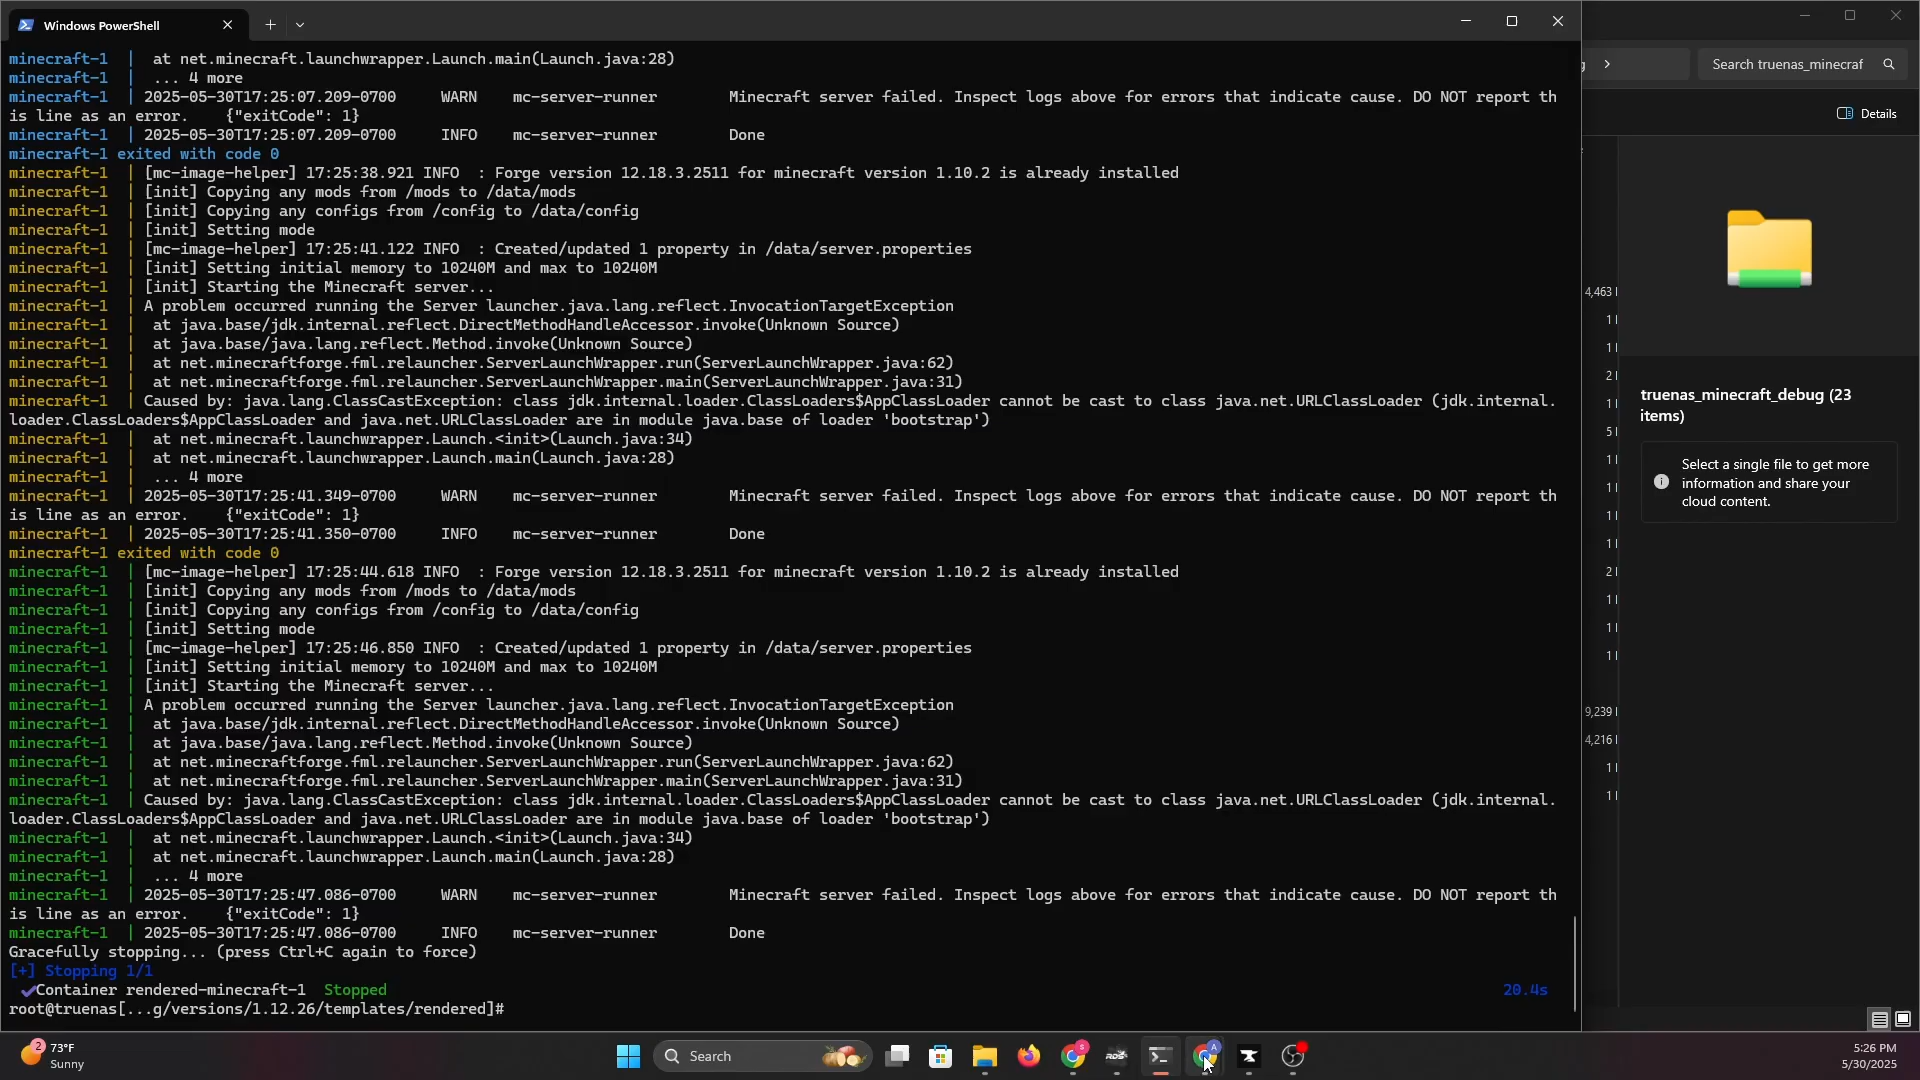 Windows PowerShell
minecraft-1  |  at net.minecraft.launchwrapper.Launch.main(Launch.java:28)
minecraft-1  |  ... 4 more
minecraft-1  | 2025-05-30T17:25:07.209-0700     WARN    mc-server-runner        Minecraft server failed. Inspect logs above for errors that indicate cause. DO NOT report th
is line as an error.    {"exitCode": 1}
minecraft-1  | 2025-05-30T17:25:07.209-0700     INFO    mc-server-runner        Done
minecraft-1 exited with code 0
minecraft-1  | [mc-image-helper] 17:25:38.921 INFO  : Forge version 12.18.3.2511 for minecraft version 1.10.2 is already installed
minecraft-1  | [init] Copying any mods from /mods to /data/mods
minecraft-1  | [init] Copying any configs from /config to /data/config
minecraft-1  | [init] Setting mode
minecraft-1  | [mc-image-helper] 17:25:41.122 INFO  : Created/updated 1 property in /data/server.properties
minecraft-1  | [init] Setting initial memory to 10240M and max to 10240M
minecraft-1  | [init] Starting the Minecraft server...
minecraft-1  | A problem occurred running the Server launcher.java.lang.reflect.InvocationTargetException
minecraft-1  |  at java.base/jdk.internal.reflect.DirectMethodHandleAccessor.invoke(Unknown Source)
minecraft-1  |  at java.base/java.lang.reflect.Method.invoke(Unknown Source)
minecraft-1  |  at net.minecraftforge.fml.relauncher.ServerLaunchWrapper.run(ServerLaunchWrapper.java:62)
minecraft-1  |  at net.minecraftforge.fml.relauncher.ServerLaunchWrapper.main(ServerLaunchWrapper.java:31)
minecraft-1  | Caused by: java.lang.ClassCastException: class jdk.internal.loader.ClassLoaders$AppClassLoader cannot be cast to class java.net.URLClassLoader (jdk.internal.
loader.ClassLoaders$AppClassLoader and java.net.URLClassLoader are in module java.base of loader 'bootstrap')
minecraft-1  |  at net.minecraft.launchwrapper.Launch.<init>(Launch.java:34)
minecraft-1  |  at net.minecraft.launchwrapper.Launch.main(Launch.java:28)
minecraft-1  |  ... 4 more
minecraft-1  | 2025-05-30T17:25:41.349-0700     WARN    mc-server-runner        Minecraft server failed. Inspect logs above for errors that indicate cause. DO NOT report th
is line as an error.    {"exitCode": 1}
minecraft-1  | 2025-05-30T17:25:41.350-0700     INFO    mc-server-runner        Done
minecraft-1 exited with code 0
minecraft-1  | [mc-image-helper] 17:25:44.618 INFO  : Forge version 12.18.3.2511 for minecraft version 1.10.2 is already installed
minecraft-1  | [init] Copying any mods from /mods to /data/mods
minecraft-1  | [init] Copying any configs from /config to /data/config
minecraft-1  | [init] Setting mode
minecraft-1  | [mc-image-helper] 17:25:46.850 INFO  : Created/updated 1 property in /data/server.properties
minecraft-1  | [init] Setting initial memory to 10240M and max to 10240M
minecraft-1  | [init] Starting the Minecraft server...
minecraft-1  | A problem occurred running the Server launcher.java.lang.reflect.InvocationTargetException
minecraft-1  |  at java.base/jdk.internal.reflect.DirectMethodHandleAccessor.invoke(Unknown Source)
minecraft-1  |  at java.base/java.lang.reflect.Method.invoke(Unknown Source)
minecraft-1  |  at net.minecraftforge.fml.relauncher.ServerLaunchWrapper.run(ServerLaunchWrapper.java:62)
minecraft-1  |  at net.minecraftforge.fml.relauncher.ServerLaunchWrapper.main(ServerLaunchWrapper.java:31)
minecraft-1  | Caused by: java.lang.ClassCastException: class jdk.internal.loader.ClassLoaders$AppClassLoader cannot be cast to class java.net.URLClassLoader (jdk.internal.
loader.ClassLoaders$AppClassLoader and java.net.URLClassLoader are in module java.base of loader 'bootstrap')
minecraft-1  |  at net.minecraft.launchwrapper.Launch.<init>(Launch.java:34)
minecraft-1  |  at net.minecraft.launchwrapper.Launch.main(Launch.java:28)
minecraft-1  |  ... 4 more
minecraft-1  | 2025-05-30T17:25:47.086-0700     WARN    mc-server-runner        Minecraft server failed. Inspect logs above for errors that indicate cause. DO NOT report th
is line as an error.    {"exitCode": 1}
minecraft-1  | 2025-05-30T17:25:47.086-0700     INFO    mc-server-runner        Done
Gracefully stopping... (press Ctrl+C again to force)
[+] Stopping 1/1
✔Container rendered-minecraft-1  Stopped  20.4s
root@truenas[...g/versions/1.12.26/templates/rendered]#
g > Search truenas_minecraf
Details
4,463
1
1
2
1
5
1
1
1
1
2
1
1
1
9,239
4,216
1
1
truenas_minecraft_debug (23
items)
Select a single file to get more
information and share your
cloud content.
2
73°F
Sunny
Search
S
RDS
A
5:26 PM
5/30/2025